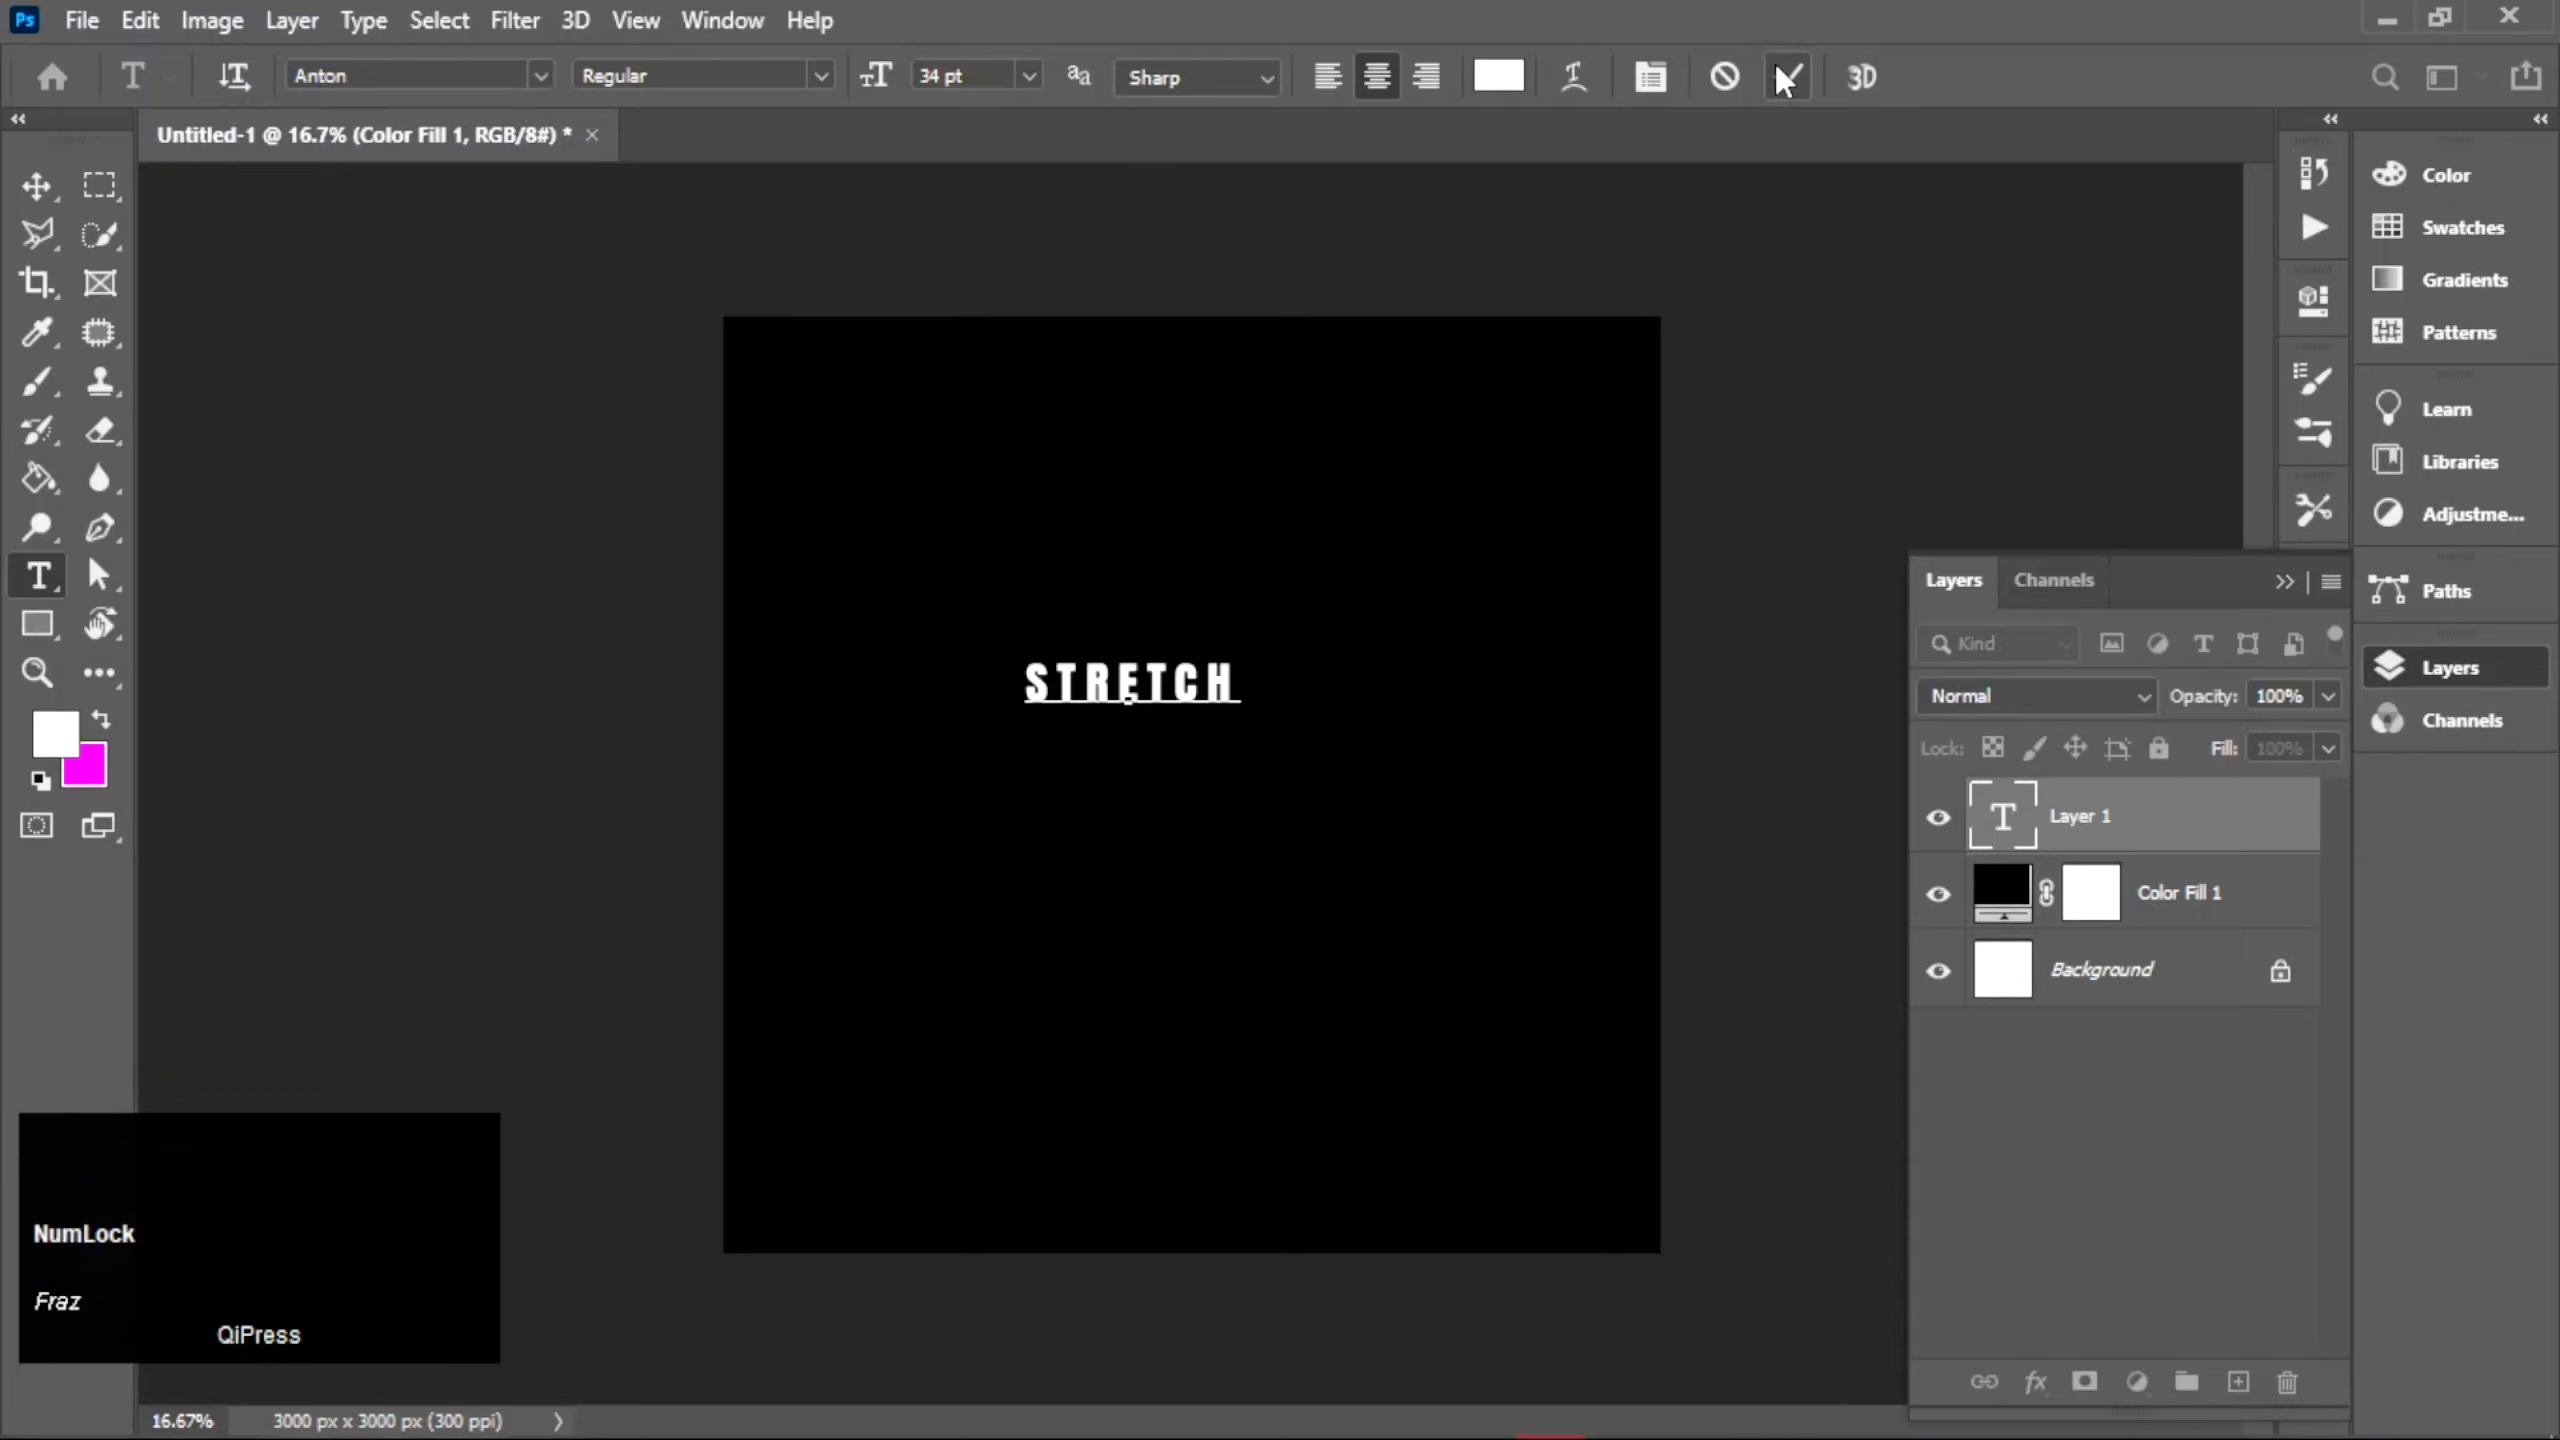 Ps File Edit Image Layer Type Select Filter 3D View Window Help
T T Anton Regular TT 34 pt aa Sharp 3D
Untitled-1 @ 16.7% (Color Fill 1, RGB/8#) * ×
Color
Swatches
Gradients
Patterns
Learn
Libraries
Adjustme...
Paths
Layers
Channels
T
STRETCH
Layers Channels
Kind T
Normal Opacity: 100%
Lock: Fill: 100%
T Layer 1
Color Fill 1
Background
fx
NumLock
Fraz
QiPress
16.67% 3000 px x 3000 px (300 ppi)